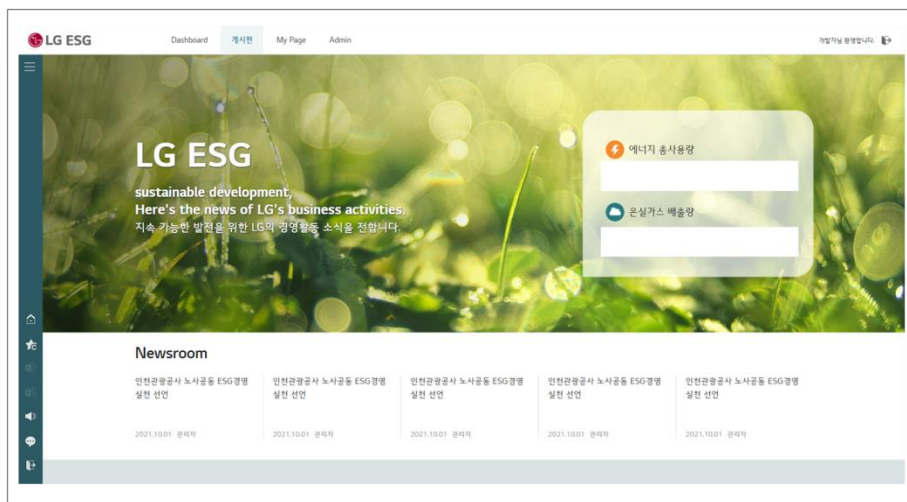 LG ESG
Dashboard 게시판 My Page Admin
개발자님 환영합니다.
LG ESG
sustainable development,
Here's the news of LG's business activities.
지속 가능한 발전을 위한 LG의 경영활동 소식을 전합니다.
에너지 총사용량
온실가스 배출량
Newsroom
인천관광공사 노사공동 ESG경영
실천 선언
2021.10.01 관리자
인천관광공사 노사공동 ESG경영
실천 선언
2021.10.01 관리자
인천관광공사 노사공동 ESG경영
실천 선언
2021.10.01 관리자
인천관광공사 노사공동 ESG경영
실천 선언
2021.10.01 관리자
인천관광공사 노사공동 ESG경영
실천 선언
2021.10.01 관리자